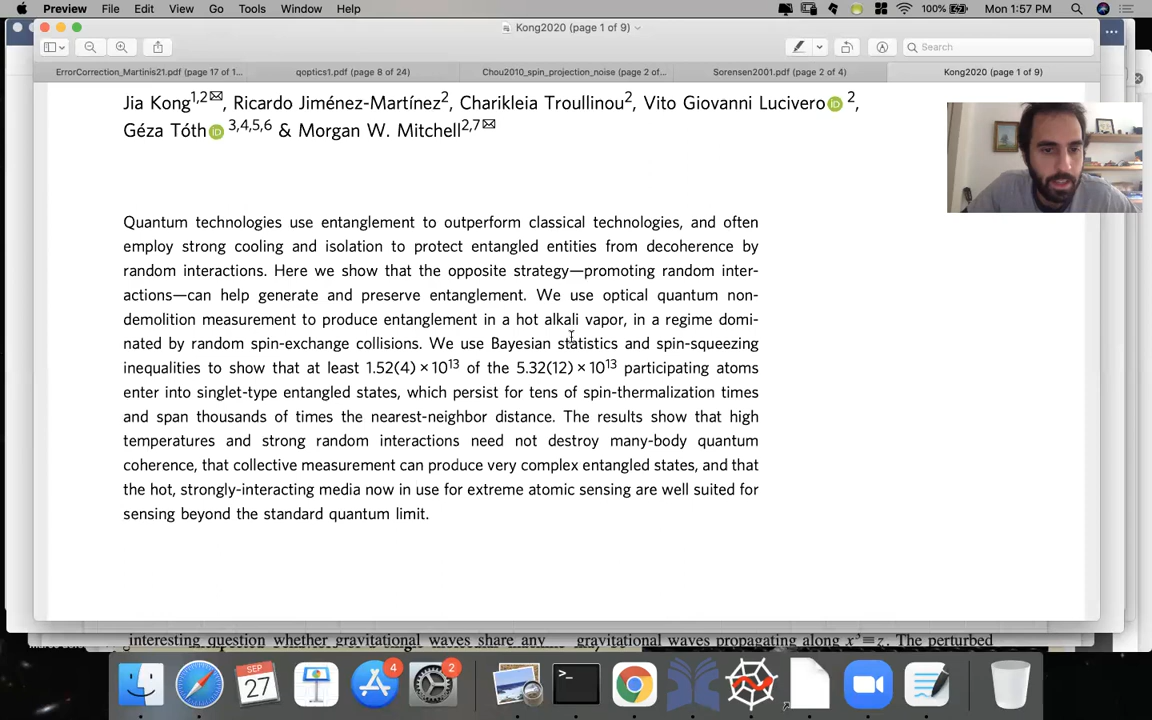 Preview File Edit View Go Tools Window Help 100% Mon 1:57 PM
Kong2020 (page 1 of 9)
Search
ErrorCorrection_Martinis21.pdf (page 17 of 1... qoptics1.pdf (page 8 of 24) Chou2010_spin_projection_noise (page 2 of... Sorensen2001.pdf (page 2 of 4) Kong2020 (page 1 of 9)
Jia Kong1,2✉, Ricardo Jiménez-Martínez2, Charikleia Troullinou2, Vito Giovanni Lucivero iD 2,
Géza Tóth iD 3,4,5,6 & Morgan W. Mitchell2,7✉
Quantum technologies use entanglement to outperform classical technologies, and often
employ strong cooling and isolation to protect entangled entities from decoherence by
random interactions. Here we show that the opposite strategy—promoting random inter-
actions—can help generate and preserve entanglement. We use optical quantum non-
demolition measurement to produce entanglement in a hot alkali vapor, in a regime domi-
nated by random spin-exchange collisions. We use Bayesian statistics and spin-squeezing
inequalities to show that at least 1.52(4) × 1013 of the 5.32(12) × 1013 participating atoms
enter into singlet-type entangled states, which persist for tens of spin-thermalization times
and span thousands of times the nearest-neighbor distance. The results show that high
temperatures and strong random interactions need not destroy many-body quantum
coherence, that collective measurement can produce very complex entangled states, and that
the hot, strongly-interacting media now in use for extreme atomic sensing are well suited for
sensing beyond the standard quantum limit.
interesting question whether gravitational waves share any gravitational waves propagating along x³≡z. The perturbed
SEP
27
4
2
>_